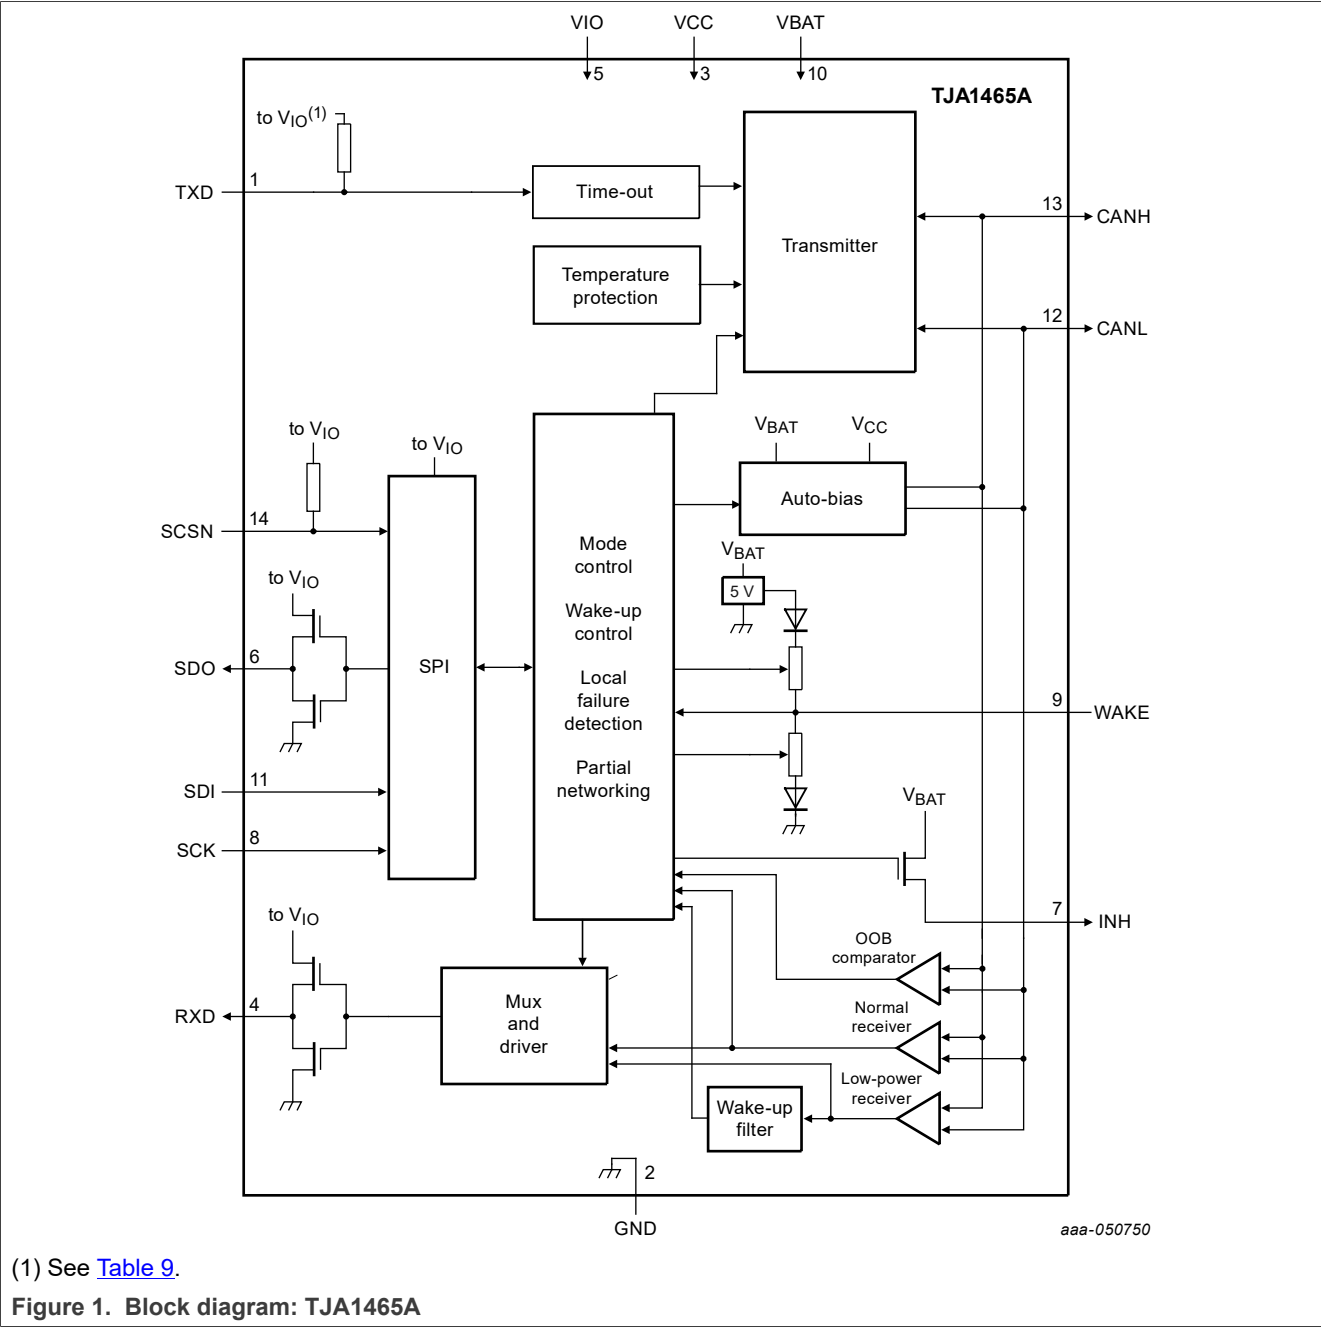 VIO VCC VBAT
5 3 10
TJA1465A
to VIO(1)
TXD 1
Time-out
Transmitter
13 CANH
Temperature
protection
12 CANL
to VIO
to VIO
VBAT VCC
Auto-bias
SCSN 14
Mode
control
VBAT
5 V
to VIO
Wake-up
control
SDO 6
SPI
Local
failure
detection
9 WAKE
Partial
networking
SDI 11
VBAT
SCK 8
7 INH
to VIO
OOB
comparator
Mux
and
driver
Normal
receiver
RXD 4
Low-power
receiver
Wake-up
filter
2
GND
aaa-050750
(1) See Table 9.
Figure 1. Block diagram: TJA1465A